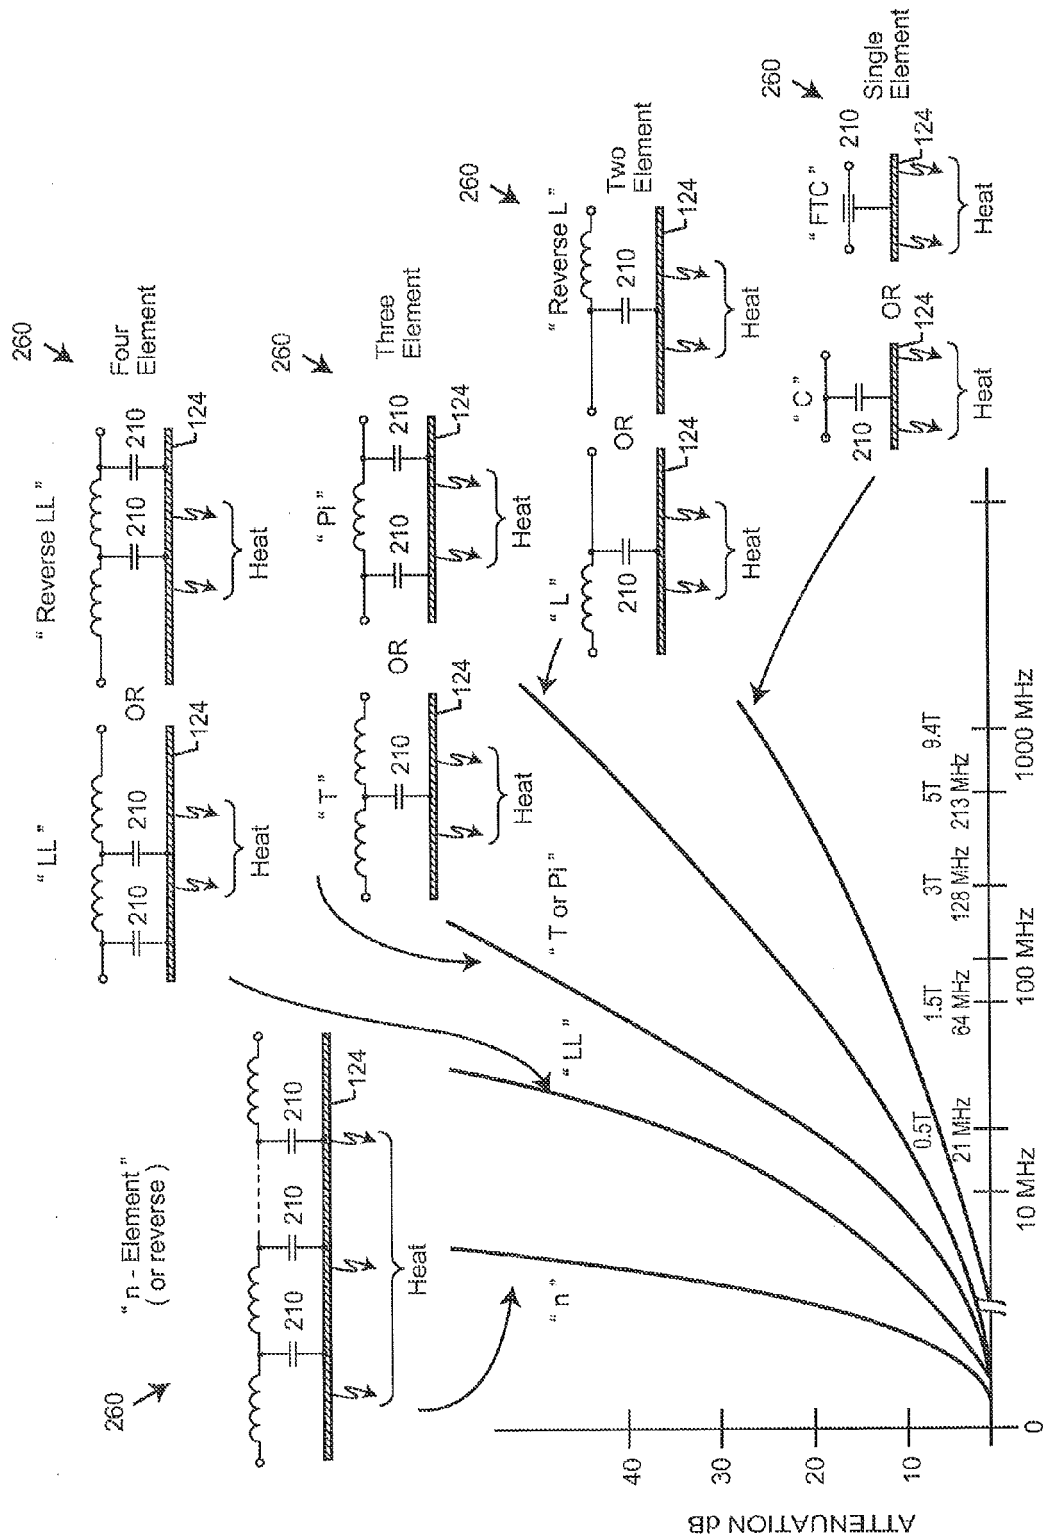 260
" n - Element "
( or reverse )
210
210
210
124
Heat
" LL "
210
210
OR
124
Heat
" Reverse LL "
210
210
124
Heat
260
Four
Element
" T "
210
OR
124
Heat
" Pi "
210
210
124
Heat
260
Three
Element
" L "
210
OR
124
Heat
" Reverse L "
210
124
Heat
260
Two
Element
" C "
210
OR
124
Heat
" FTC "
210
124
Heat
260
Single
Element
" n "
" LL "
" T or Pi "
ATTENUATION dB
40
30
20
10
0
0.5T
21 MHz
1.5T
64 MHz
3T
128 MHz
5T
213 MHz
9.4T
10 MHz
100 MHz
1000 MHz